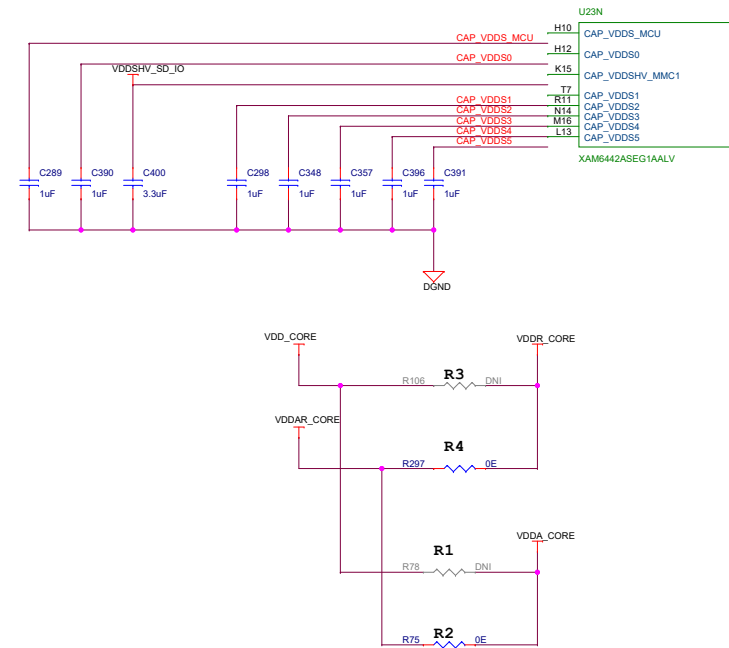 U23N
H10 CAP_VDDS_MCU
CAP_VDDS_MCU
H12 CAP_VDDS0
CAP_VDDS0
VDDSHV_SD_IO
K15 CAP_VDDSHV_MMC1
T7 CAP_VDDS1
CAP_VDDS1
R11 CAP_VDDS2
CAP_VDDS2
N14 CAP_VDDS3
CAP_VDDS3
M16 CAP_VDDS4
CAP_VDDS4
L13 CAP_VDDS5
CAP_VDDS5
XAM6442ASEG1AALV
C289 C390 C400 C298 C348 C357 C396 C391
1uF 1uF 3.3uF 1uF 1uF 1uF 1uF 1uF
DGND
VDD_CORE VDDR_CORE
R3
R106 DNI
VDDAR_CORE
R4
R297 0E
VDDA_CORE
R1
R78 DNI
R2
R75 0E